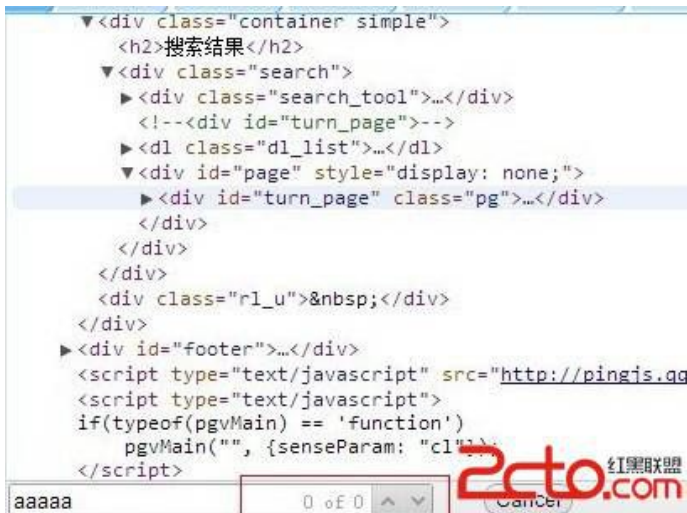 ▼<div class="container simple">
<h2>搜索结果</h2>
▼<div class="search">
▶<div class="search_tool">…</div>
<!--<div id="turn_page">-->
▶<dl class="dl_list">…</dl>
▼<div id="page" style="display: none;">
▶<div id="turn_page" class="pg">…</div>
</div>
</div>
</div>
<div class="rl_u">&nbsp;</div>
</div>
▶<div id="footer">…</div>
<script type="text/javascript" src="http://pingjs.qq
<script type="text/javascript">
if(typeof(pgvMain) == 'function')
pgvMain("", {senseParam: "cl"});
</script>
2cto.com 红黑联盟
aaaaa 0 of 0 Cancel